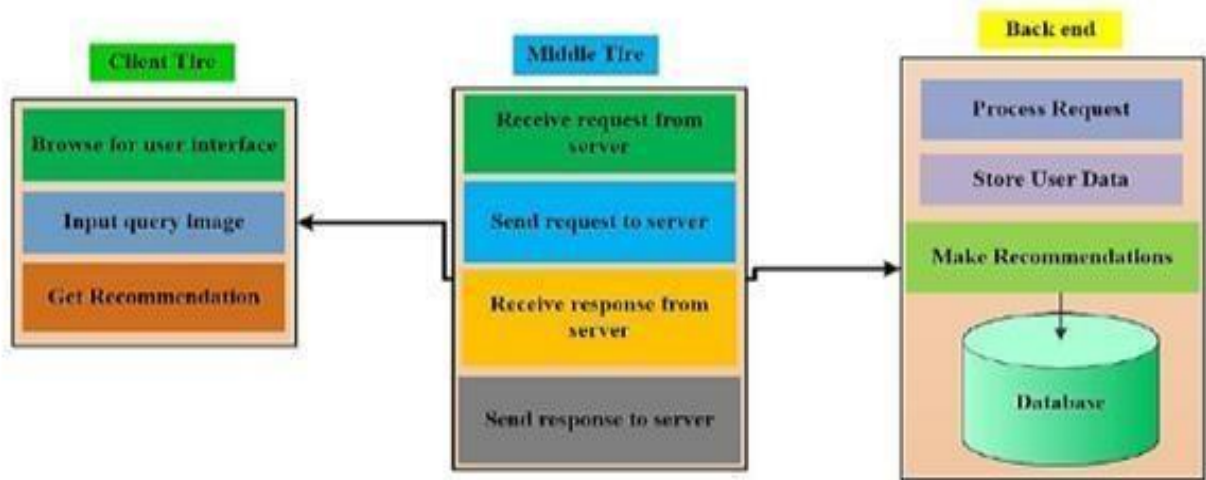 Client Tire
Browse for user interface
Input query image
Get Recommendation
Middle Tire
Receive request from
server
Send request to server
Receive response from
server
Send response to server
Back end
Process Request
Store User Data
Make Recommendations
Database